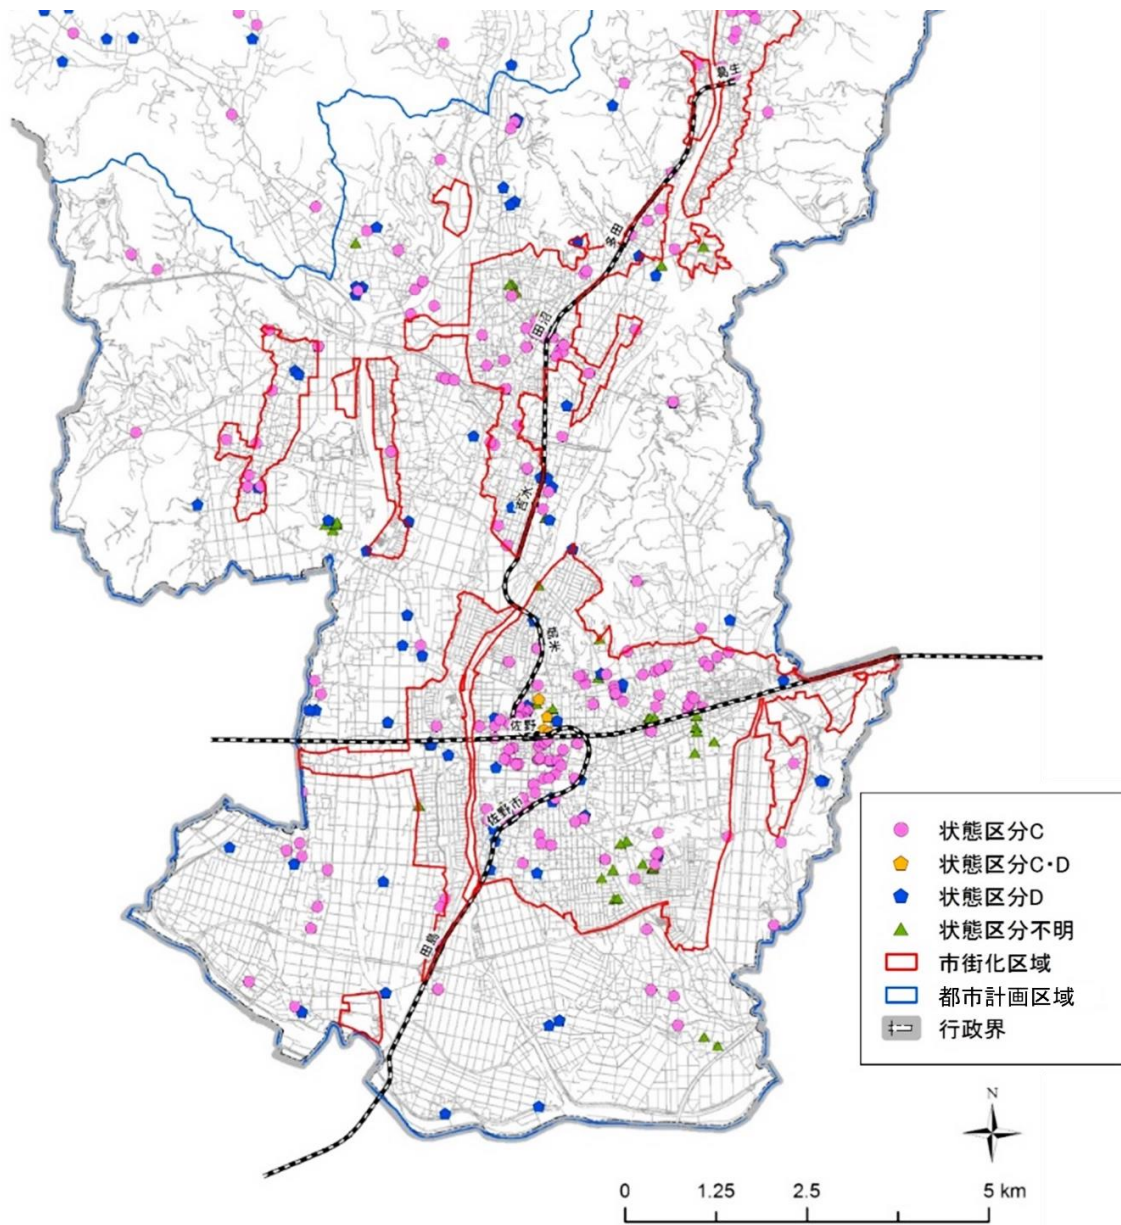 葛生
多田
田沼
吉水
堀米
佐野
佐野市
田島
状態区分C
状態区分C・D
状態区分D
状態区分不明
市街化区域
都市計画区域
行政界
N
0 1.25 2.5 5 km